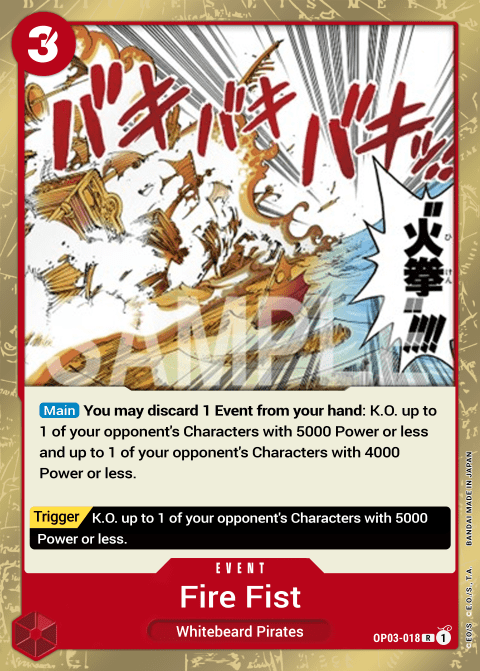 3
バキ バキ バキッ!!
"火拳"!!!!
ひ けん
SAMPLE
Main You may discard 1 Event from your hand: K.O. up to
1 of your opponent's Characters with 5000 Power or less
and up to 1 of your opponent's Characters with 4000
Power or less.
Trigger K.O. up to 1 of your opponent's Characters with 5000
Power or less.
EVENT
Fire Fist
Whitebeard Pirates
OP03-018 R 1
BANDAI MADE IN JAPAN